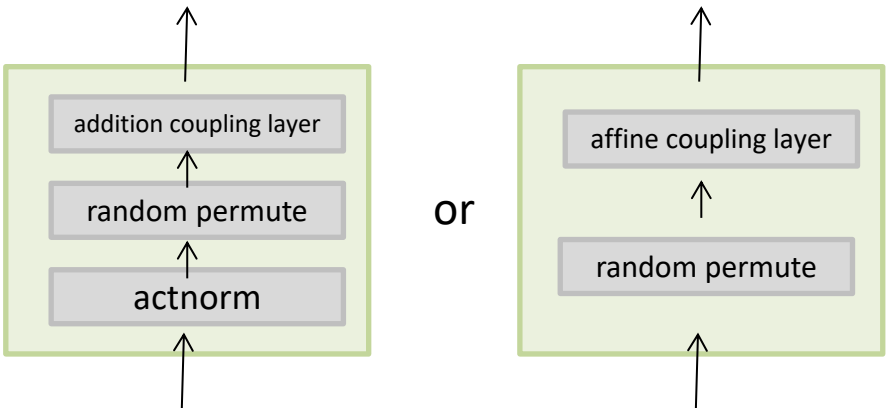 addition coupling layer
random permute
actnorm
or
affine coupling layer
random permute